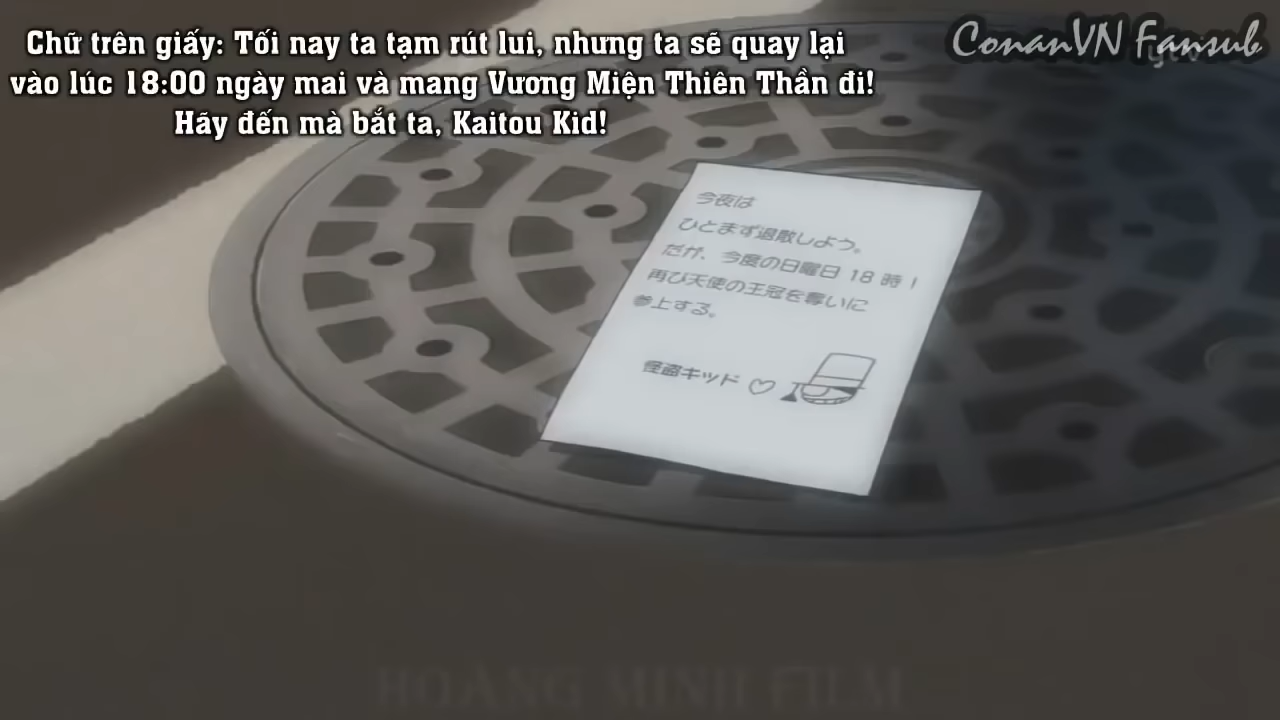 Chữ trên giấy: Tối nay ta tạm rút lui, nhưng ta sẽ quay lại
vào lúc 18:00 ngày mai và mang Vương Miện Thiên Thần đi!
Hãy đến mà bắt ta, Kaitou Kid!
ConanVN Fansub
今夜は
ひとまず退散しよう。
だが、今度の日曜日 18 時！
再び天使の王冠を奪いに
参上する。
怪盗キッド ♡
HOÀNG MINH FILM